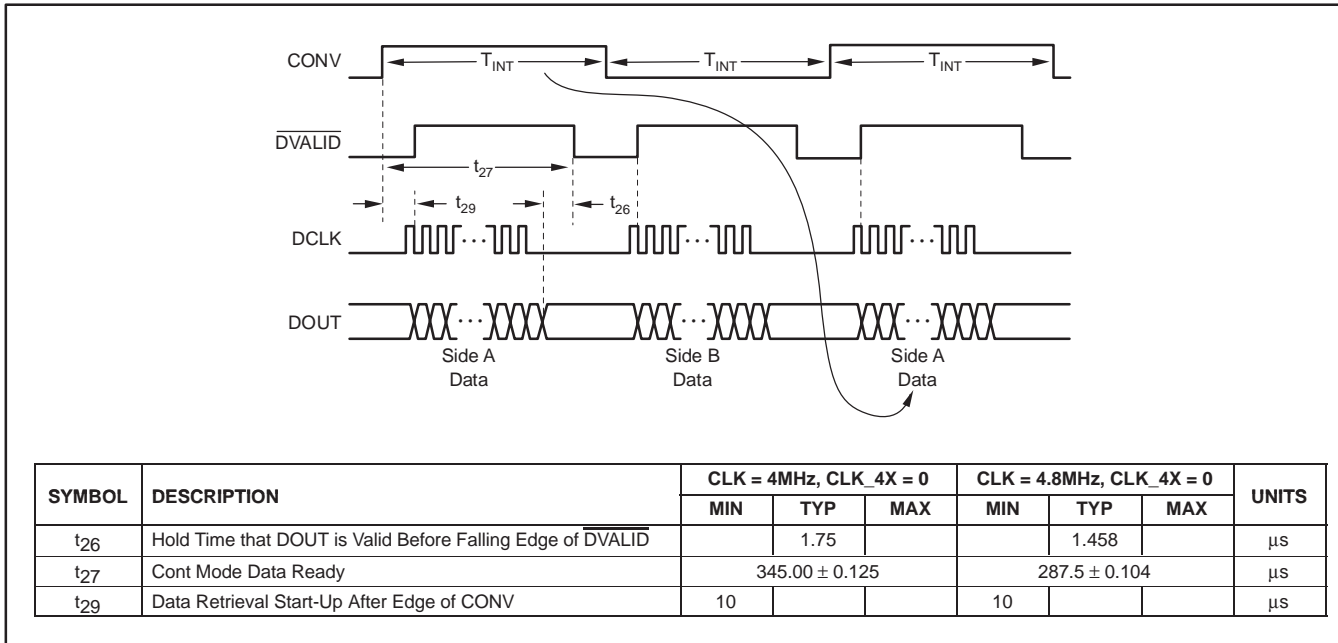 CONV
T_INT T_INT T_INT
DVALID
t27
t29 t26
DCLK
... ... ... ... ... ...
DOUT
... ... ... ... ... ...
Side A Data
Side B Data
Side A Data
SYMBOL DESCRIPTION CLK = 4MHz, CLK_4X = 0 CLK = 4.8MHz, CLK_4X = 0 UNITS
MIN TYP MAX MIN TYP MAX
t26 Hold Time that DOUT is Valid Before Falling Edge of DVALID 1.75 1.458 μs
t27 Cont Mode Data Ready 345.00 ± 0.125 287.5 ± 0.104 μs
t29 Data Retrieval Start-Up After Edge of CONV 10 10 μs